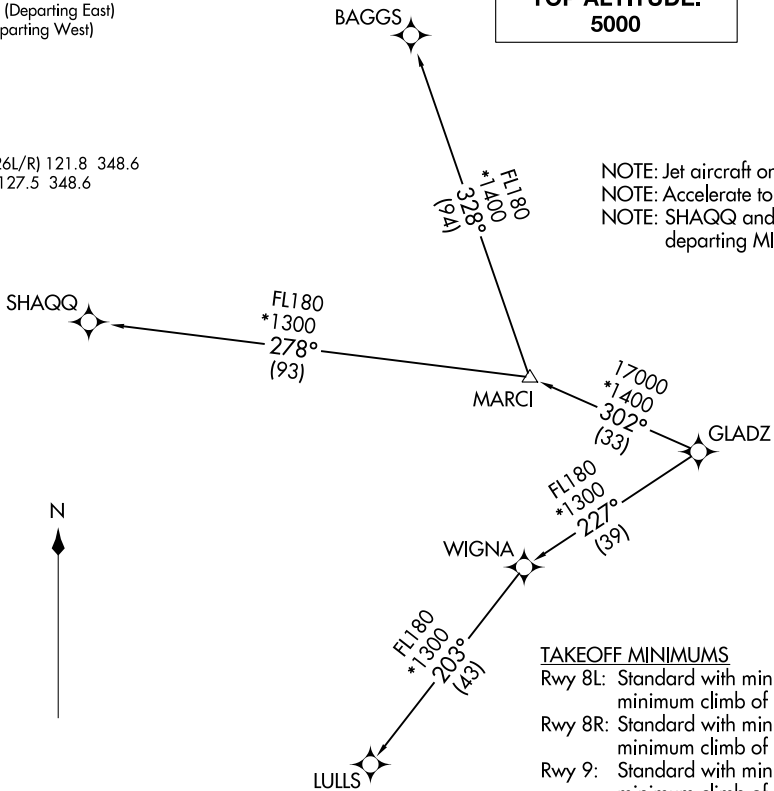 (Departing East)
parting West)
BAGGS
TOP ALTITUDE:
5000
26L/R) 121.8 348.6
127.5 348.6
NOTE: Jet aircraft on
NOTE: Accelerate to
NOTE: SHAQQ and
departing MI
FL180
*1400
328°
(94)
SHAQQ
FL180
*1300
278°
(93)
MARCI
17000
*1400
302°
(33)
GLADZ
FL180
*1300
227°
(39)
N
WIGNA
FL180
*1300
203°
(43)
LULLS
TAKEOFF MINIMUMS
Rwy 8L: Standard with min
minimum climb of
Rwy 8R: Standard with min
minimum climb of
Rwy 9: Standard with min
minimum climb of